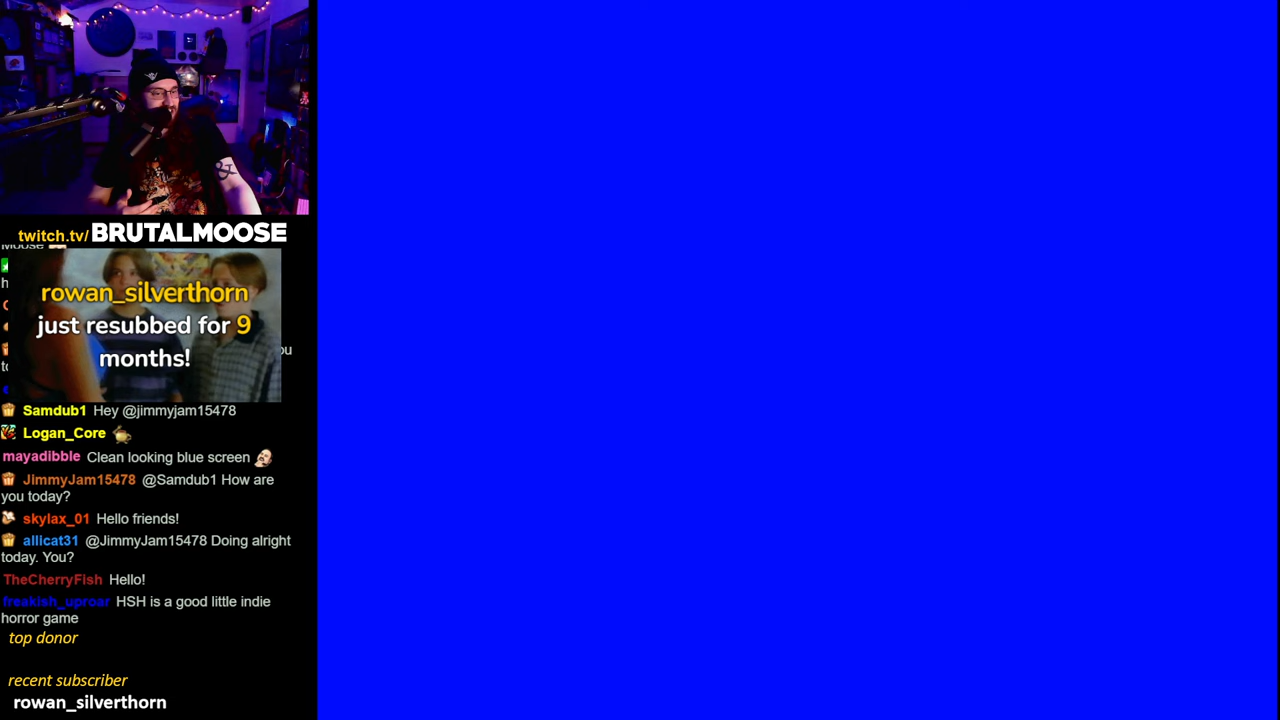 twitch.tv/BRUTALMOOSE
rowan_silverthorn
just resubbed for 9
months!
Samdub1 Hey @jimmyjam15478
Logan_Core
mayadibble Clean looking blue screen
JimmyJam15478 @Samdub1 How are
you today?
skylax_01 Hello friends!
allicat31 @JimmyJam15478 Doing alright
today. You?
TheCherryFish Hello!
freakish_uproar HSH is a good little indie
horror game
top donor
recent subscriber
rowan_silverthorn